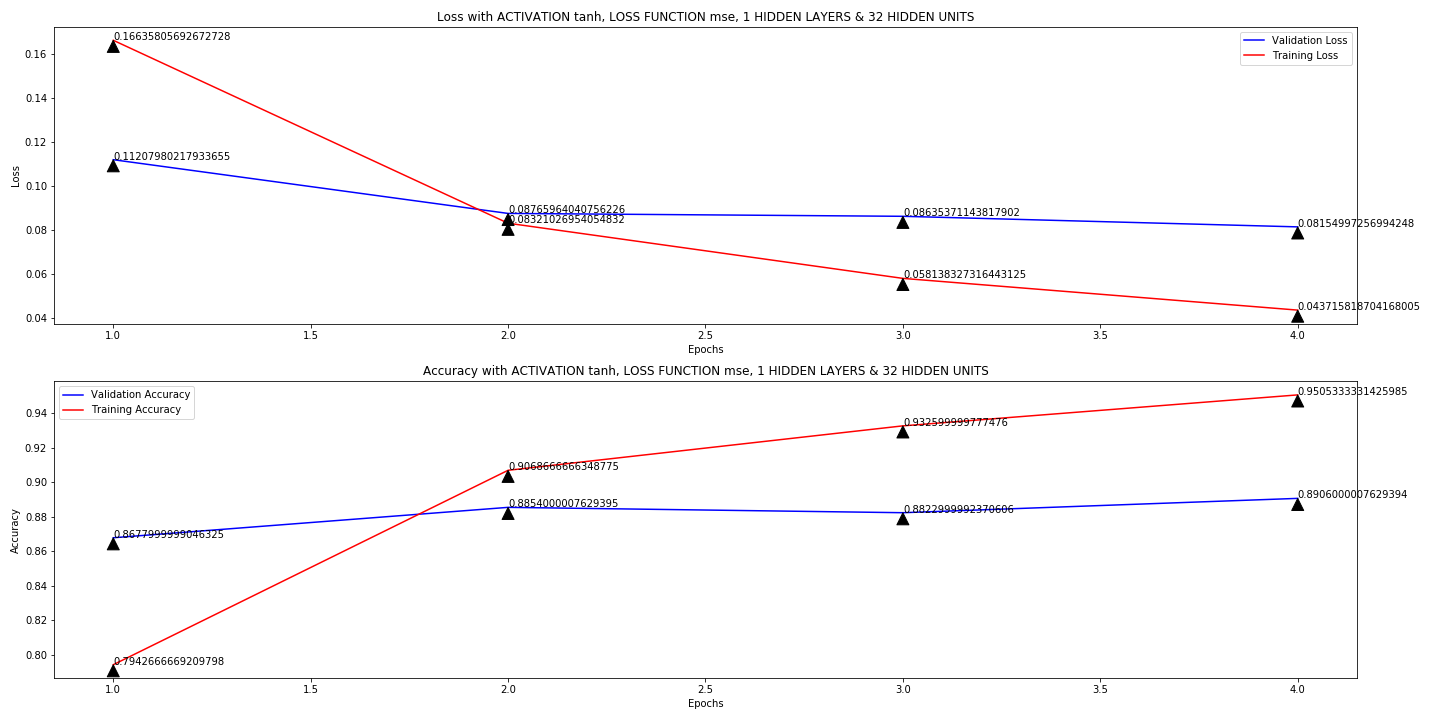 Loss with ACTIVATION tanh, LOSS FUNCTION mse, 1 HIDDEN LAYERS & 32 HIDDEN UNITS
Validation Loss
Training Loss
0.16635805692672728
0.11207980217933655
0.08765964040756226
0.08321026954054832
0.08635371143817902
0.058138327316443125
0.08154997256994248
0.043715818704168005
0.16
0.14
0.12
0.10
0.08
0.06
0.04
Loss
1.0 1.5 2.0 2.5 3.0 3.5 4.0
Epochs
Accuracy with ACTIVATION tanh, LOSS FUNCTION mse, 1 HIDDEN LAYERS & 32 HIDDEN UNITS
Validation Accuracy
Training Accuracy
0.8677999999046325
0.7942666669209798
0.9068666666348775
0.8854000007629395
0.932599999777476
0.8822999992370606
0.9505333331425985
0.8906000007629394
0.94
0.92
0.90
0.88
0.86
0.84
0.82
0.80
Accuracy
1.0 1.5 2.0 2.5 3.0 3.5 4.0
Epochs